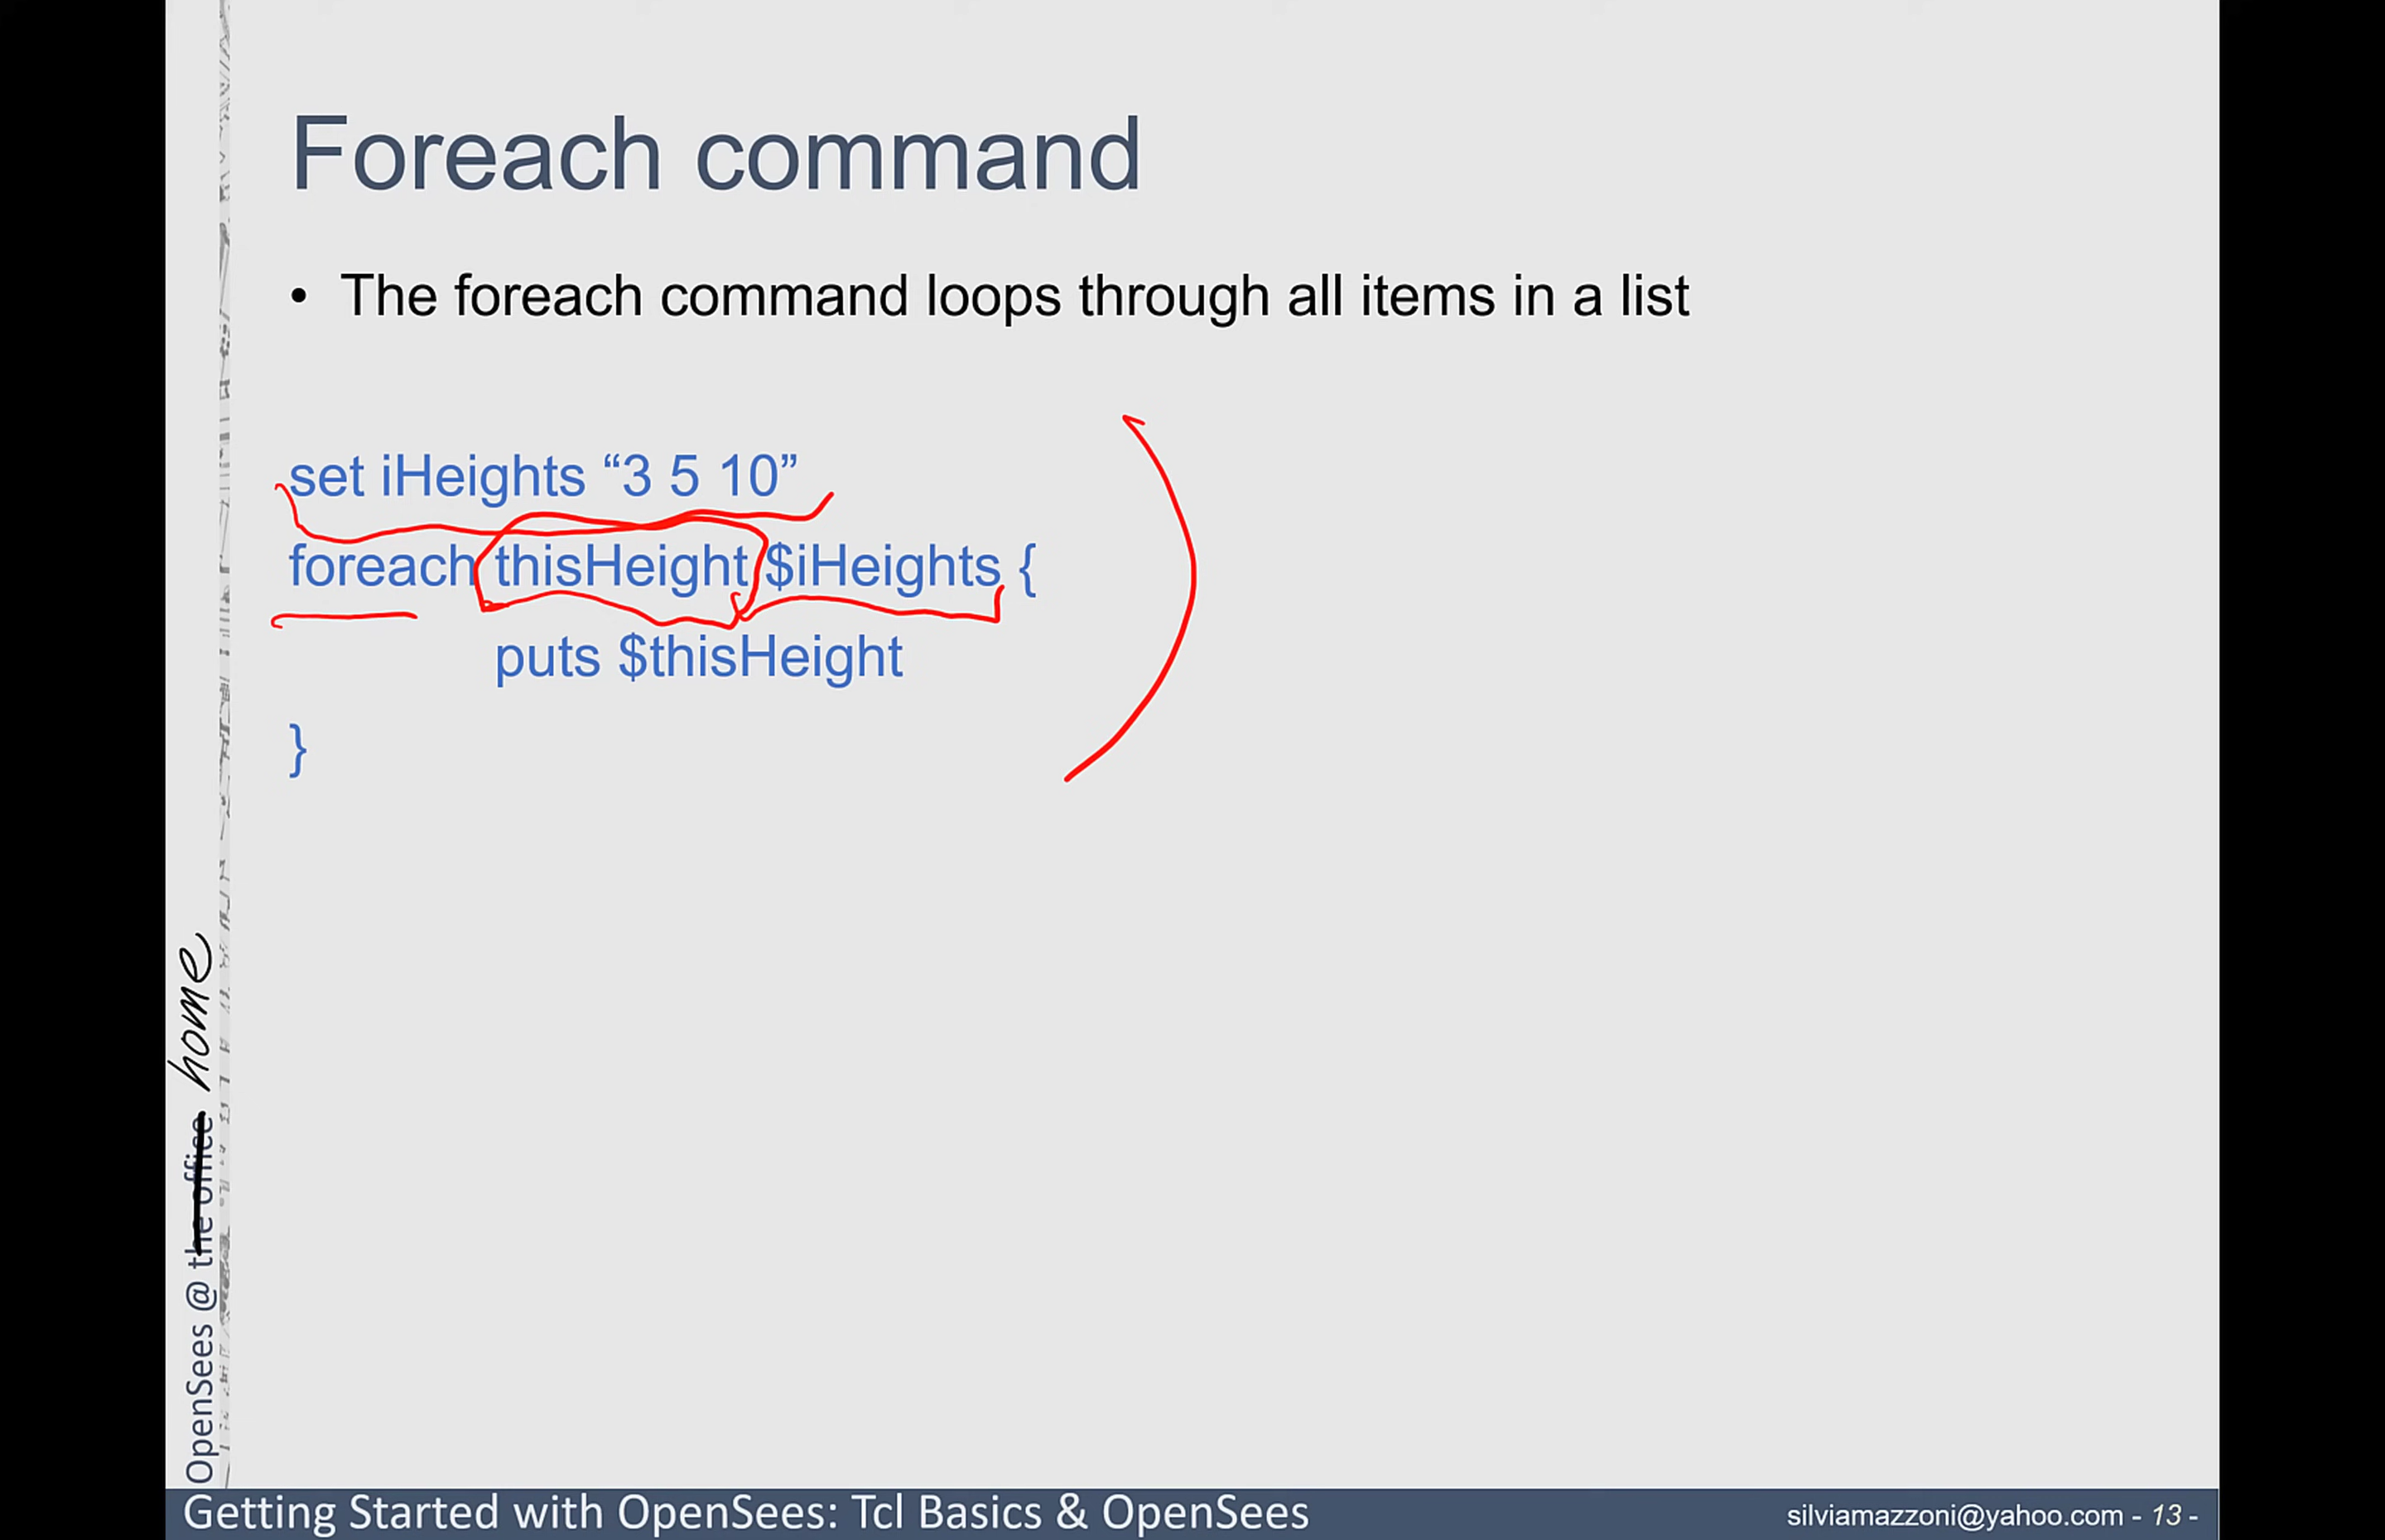 Foreach command
• The foreach command loops through all items in a list
set iHeights “3 5 10”
foreach thisHeight $iHeights {
puts $thisHeight
}
OpenSees @ the office home
Getting Started with OpenSees: Tcl Basics & OpenSees
silviamazzoni@yahoo.com - 13 -